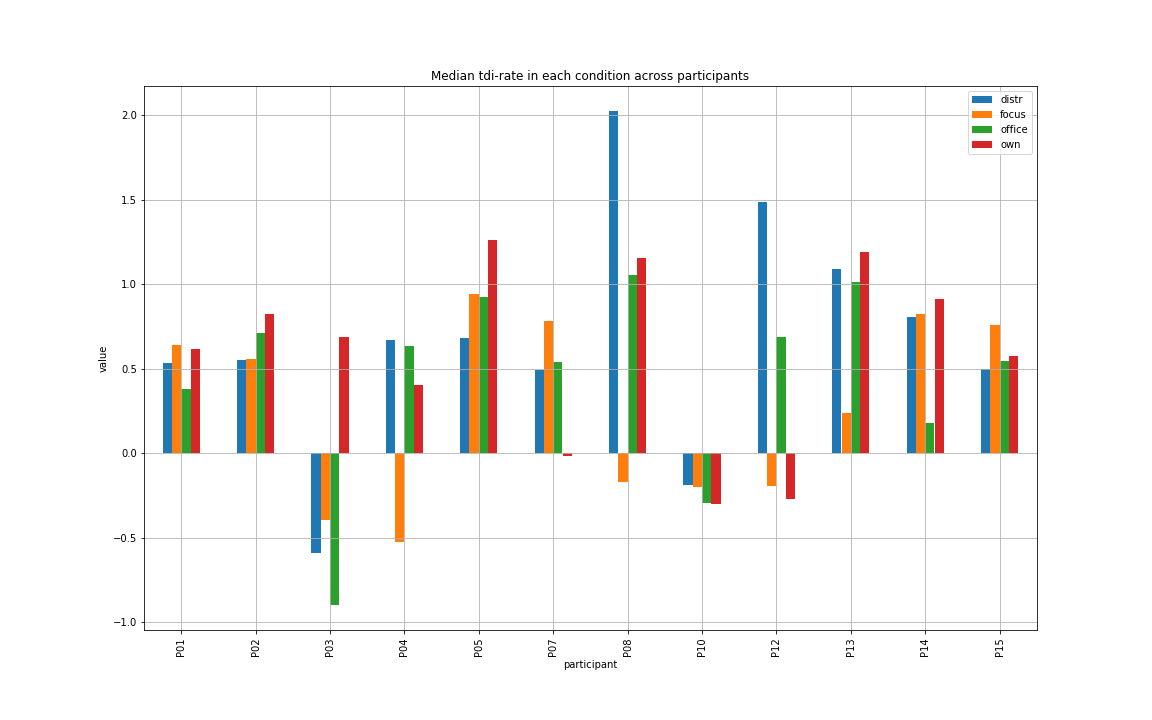 Median tdi-rate in each condition across participants
distr
focus
office
own
2.0
1.5
1.0
0.5
0.0
−0.5
−1.0
value
P01 P02 P03 P04 P05 P07 P08 P10 P12 P13 P14 P15
participant